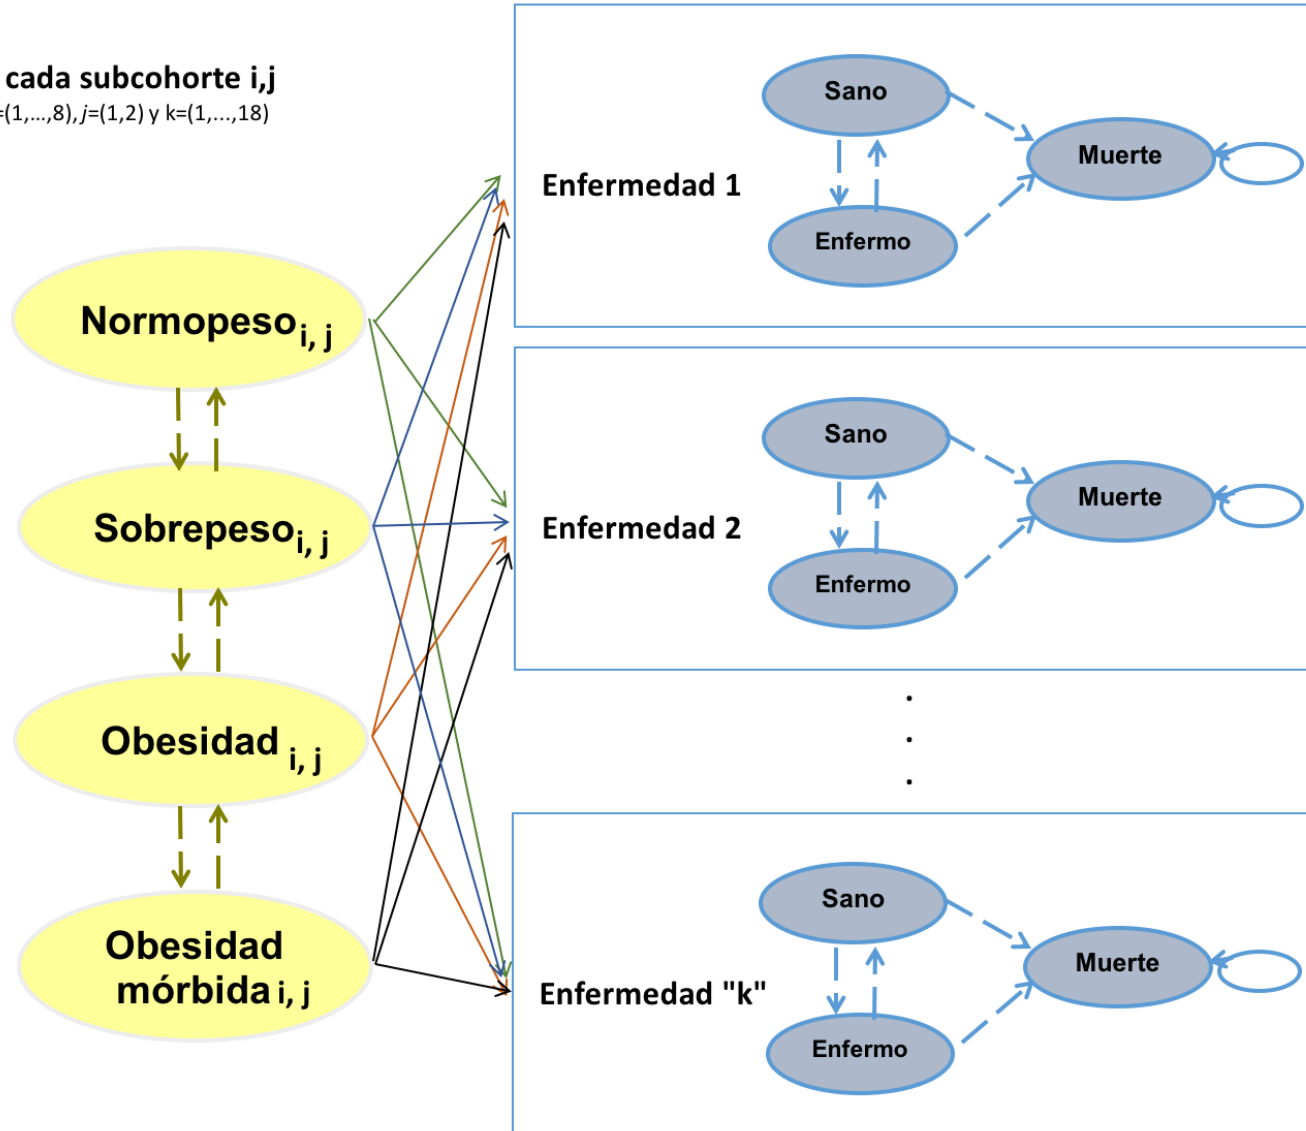 cada subcohorte i,j
=(1,...,8), j=(1,2) y k=(1,...,18)
Normopeso i, j
Sobrepeso i, j
Obesidad i, j
Obesidad
mórbida i, j
Enfermedad 1
Sano
Enfermo
Muerte
Enfermedad 2
Sano
Enfermo
Muerte
.
.
.
Enfermedad "k"
Sano
Enfermo
Muerte